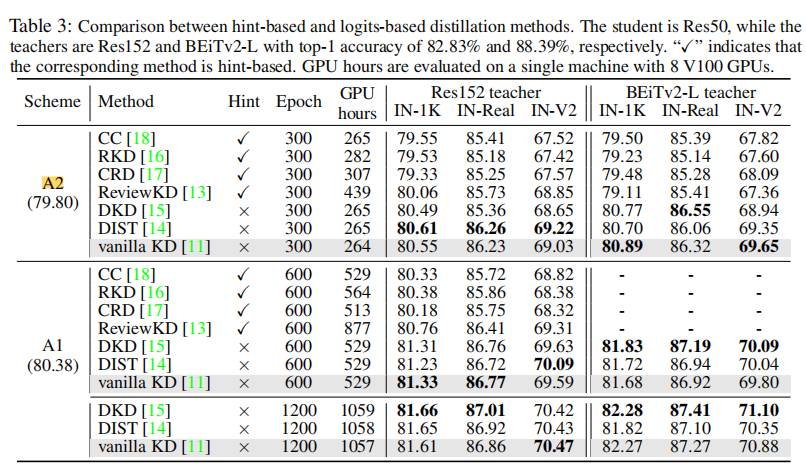 Table 3: Comparison between hint-based and logits-based distillation methods. The student is Res50, while the
teachers are Res152 and BEiTv2-L with top-1 accuracy of 82.83% and 88.39%, respectively. “✓” indicates that
the corresponding method is hint-based. GPU hours are evaluated on a single machine with 8 V100 GPUs.
Scheme Method Hint Epoch GPU hours Res152 teacher BEiTv2-L teacher
IN-1K IN-Real IN-V2 IN-1K IN-Real IN-V2
A2 (79.80)
CC [18] ✓ 300 265 79.55 85.41 67.52 79.50 85.39 67.82
RKD [16] ✓ 300 282 79.53 85.18 67.42 79.23 85.14 67.60
CRD [17] ✓ 300 307 79.33 85.25 67.57 79.48 85.28 68.09
ReviewKD [13] ✓ 300 439 80.06 85.73 68.85 79.11 85.41 67.36
DKD [15] × 300 265 80.49 85.36 68.65 80.77 86.55 68.94
DIST [14] × 300 265 80.61 86.26 69.22 80.70 86.06 69.35
vanilla KD [11] × 300 264 80.55 86.23 69.03 80.89 86.32 69.65
A1 (80.38)
CC [18] ✓ 600 529 80.33 85.72 68.82 - - -
RKD [16] ✓ 600 564 80.38 85.86 68.38 - - -
CRD [17] ✓ 600 513 80.18 85.75 68.32 - - -
ReviewKD [13] ✓ 600 877 80.76 86.41 69.31 - - -
DKD [15] × 600 529 81.31 86.76 69.63 81.83 87.19 70.09
DIST [14] × 600 529 81.23 86.72 70.09 81.72 86.94 70.04
vanilla KD [11] × 600 529 81.33 86.77 69.59 81.68 86.92 69.80
DKD [15] × 1200 1059 81.66 87.01 70.42 82.28 87.41 71.10
DIST [14] × 1200 1058 81.65 86.92 70.43 81.82 87.10 70.35
vanilla KD [11] × 1200 1057 81.61 86.86 70.47 82.27 87.27 70.88